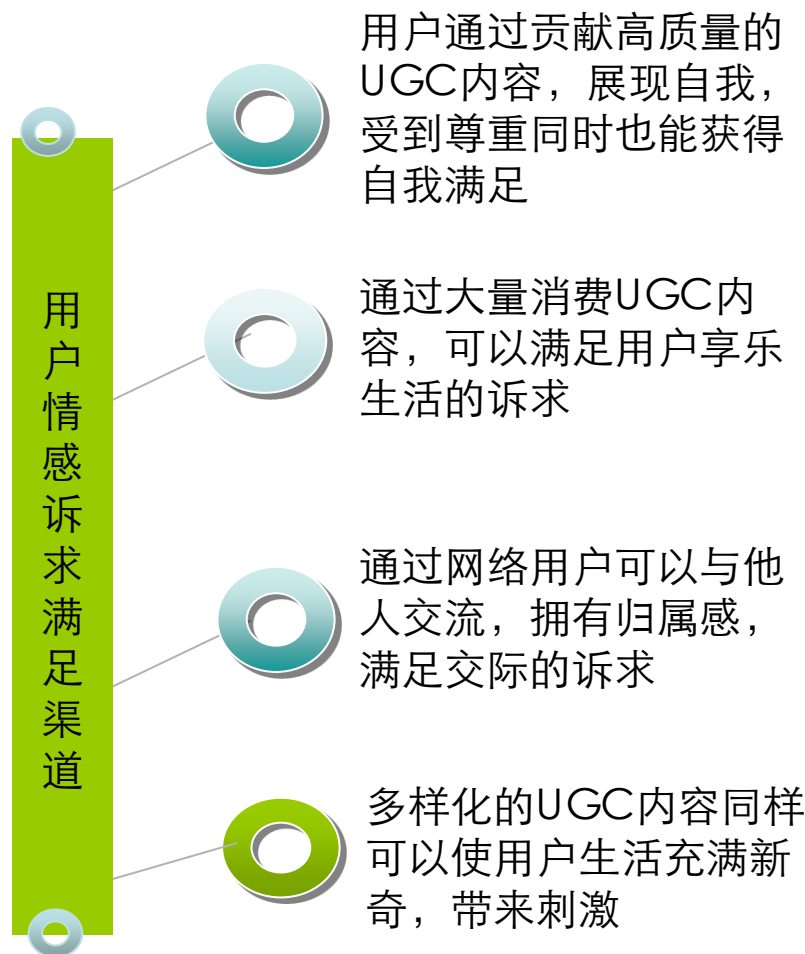 用户情感诉求满足渠道
用户通过贡献高质量的
UGC内容，展现自我，
受到尊重同时也能获得
自我满足
通过大量消费UGC内
容，可以满足用户享乐
生活的诉求
通过网络用户可以与他
人交流，拥有归属感，
满足交际的诉求
多样化的UGC内容同样
可以使用户生活充满新
奇，带来刺激